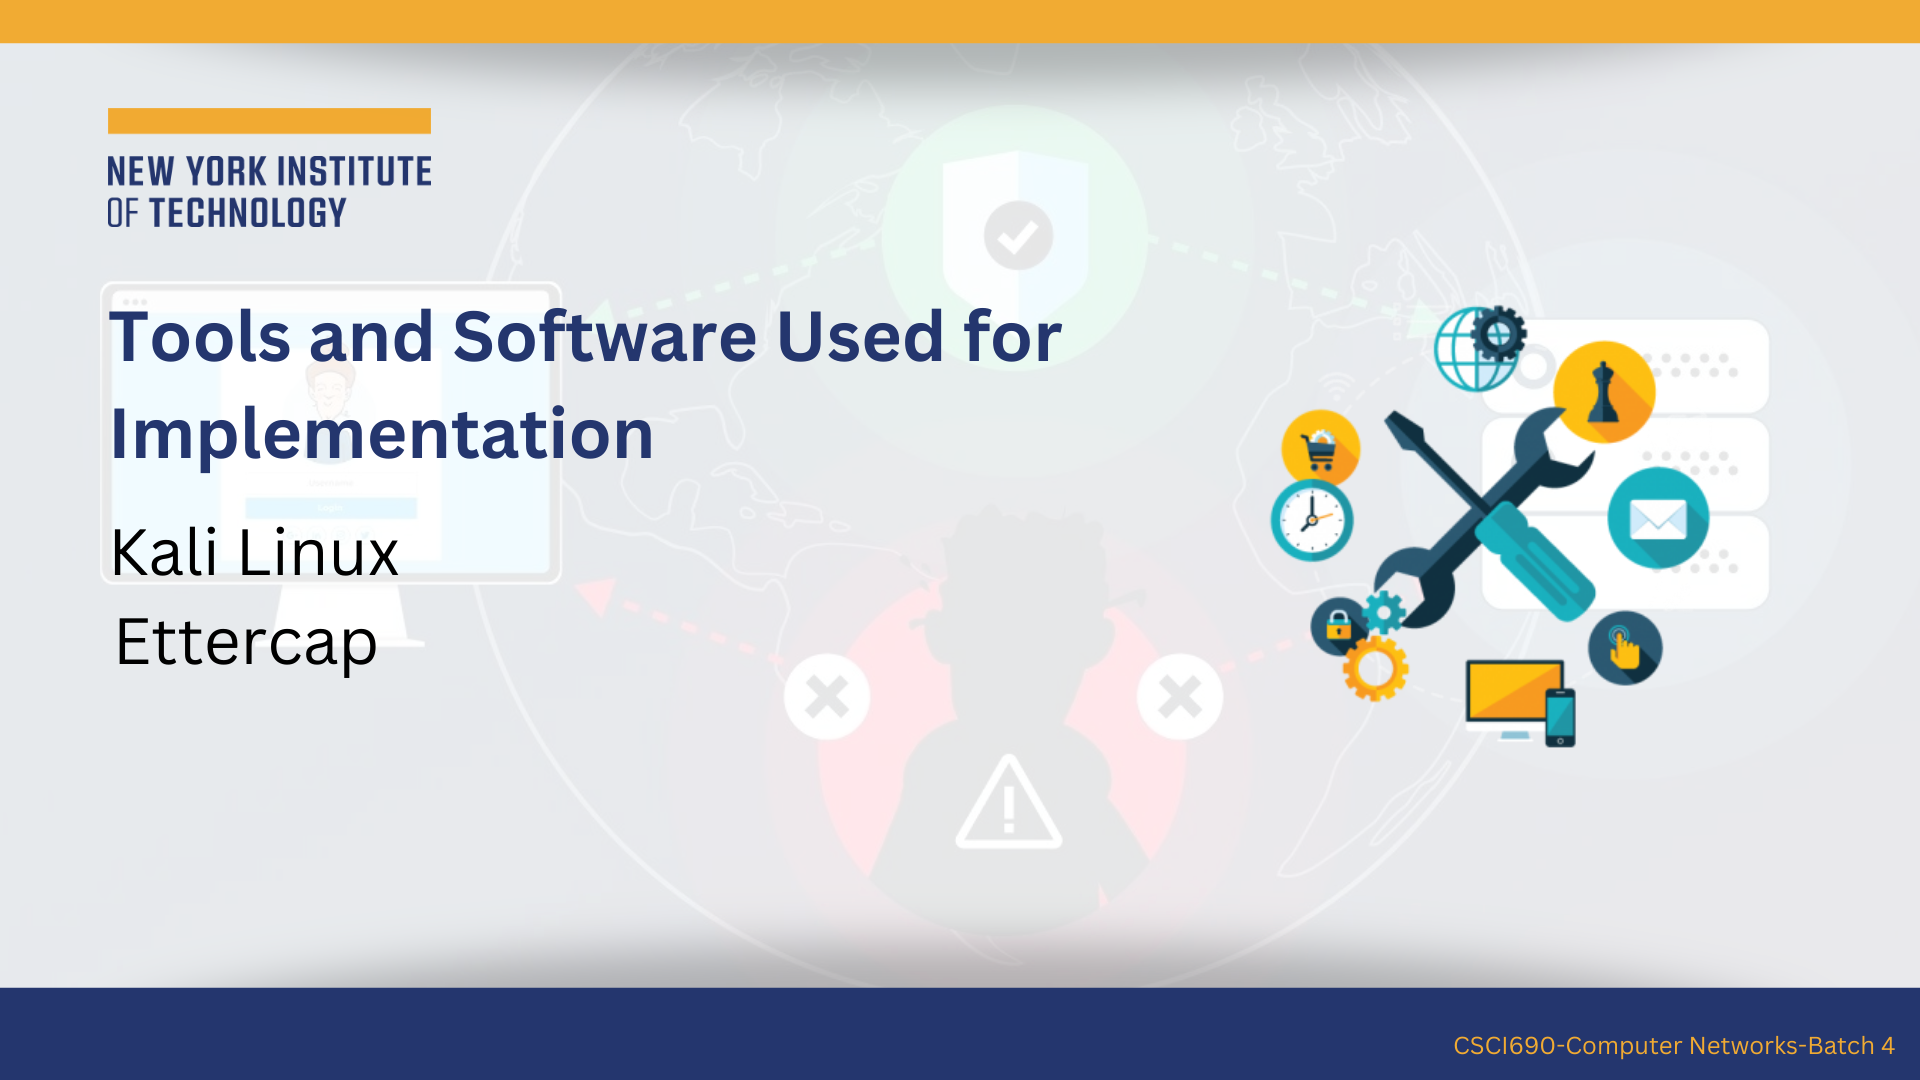 NEW YORK INSTITUTE
OF TECHNOLOGY
Tools and Software Used for
Implementation
Kali Linux
Ettercap
CSCI690-Computer Networks-Batch 4